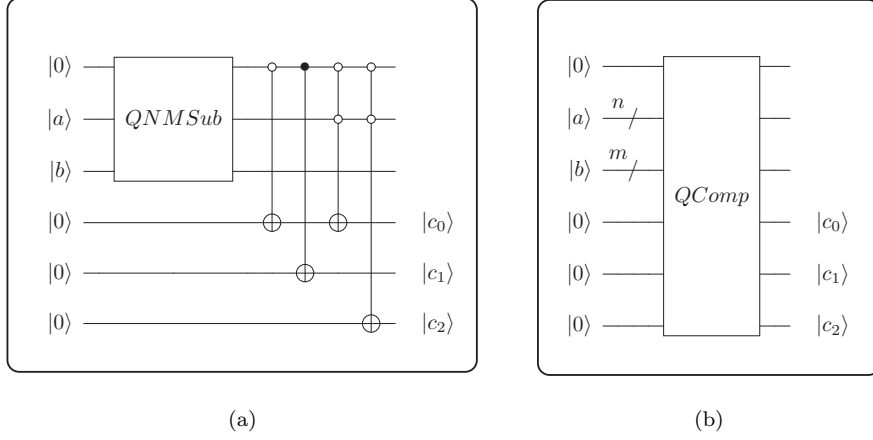 |0⟩
|a⟩
|b⟩
|0⟩
|0⟩
|0⟩
QNMSub
|c₀⟩
|c₁⟩
|c₂⟩
(a)
|0⟩
|a⟩ n
|b⟩ m
|0⟩
|0⟩
|0⟩
QComp
|c₀⟩
|c₁⟩
|c₂⟩
(b)